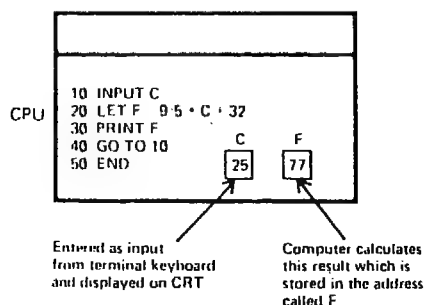 10 INPUT C
20 LET F 9·5 * C + 32
CPU
30 PRINT F
40 GO TO 10
C F
50 END
25 77
Entered as input
from terminal keyboard
and displayed on CRT
Computer calculates
this result which is
stored in the address
called F